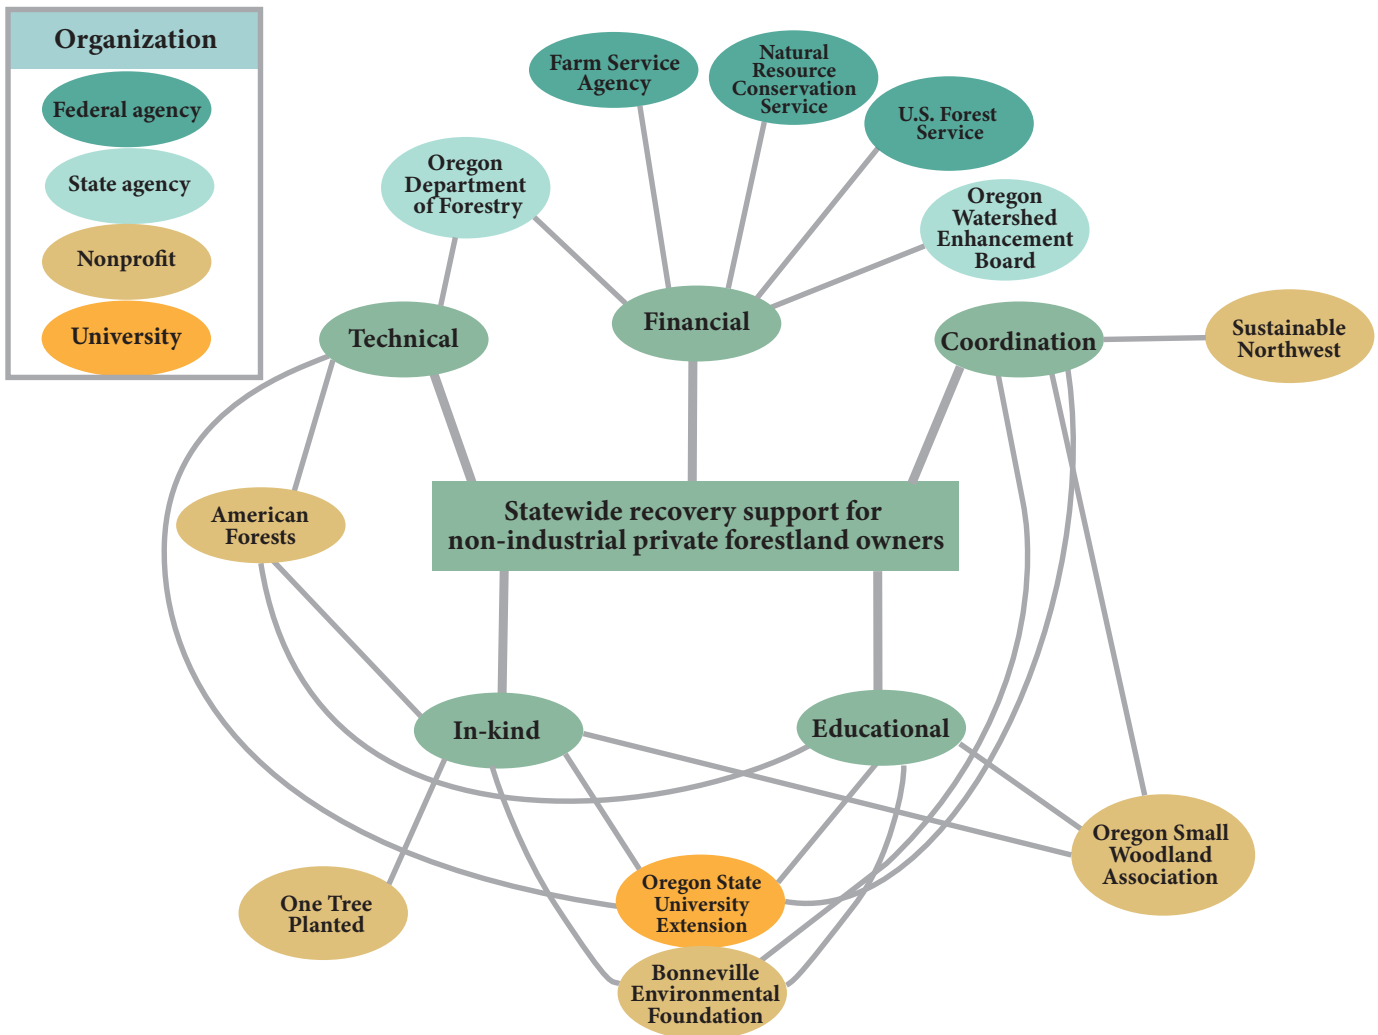 Organization
Federal agency
State agency
Nonprofit
University
Farm Service
Agency
Natural
Resource
Conservation
Service
U.S. Forest
Service
Oregon
Department
of Forestry
Oregon
Watershed
Enhancement
Board
Technical
Financial
Coordination
Sustainable
Northwest
American
Forests
Statewide recovery support for
non-industrial private forestland owners
In-kind
Educational
One Tree
Planted
Oregon State
University
Extension
Bonneville
Environmental
Foundation
Oregon Small
Woodland
Association